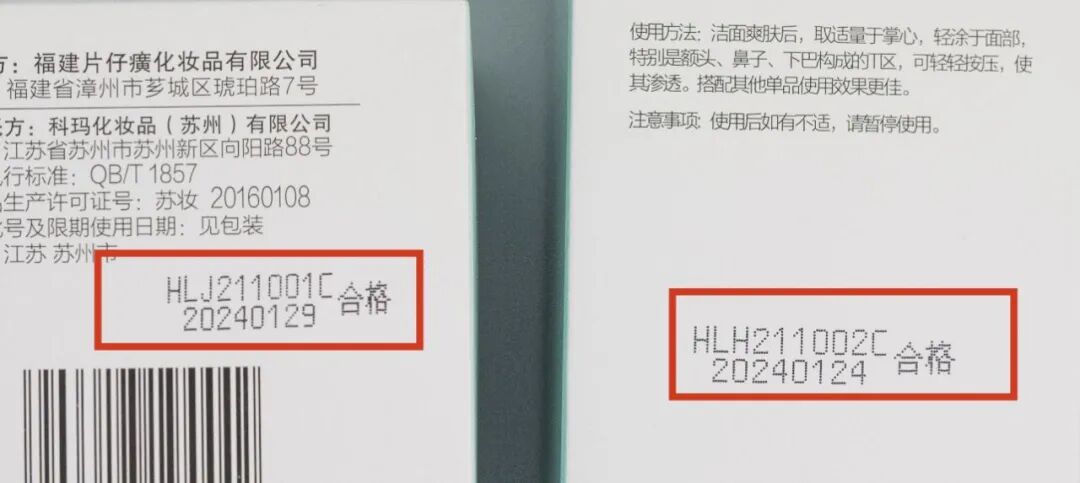 方：福建片仔癀化妆品有限公司
福建省漳州市芗城区琥珀路7号
方：科玛化妆品（苏州）有限公司
江苏省苏州市苏州新区向阳路88号
行标准：QB/T 1857
生产许可证号：苏妆 20160108
号及限期使用日期：见包装
江苏 苏州市
HLJ211001C
20240129 合格
使用方法：洁面爽肤后，取适量于掌心，轻涂于面部，
特别是额头、鼻子、下巴构成的T区，可轻轻按压，使
其渗透。搭配其他单品使用效果更佳。
注意事项：使用后如有不适，请暂停使用。
HLH211002C
20240124 合格